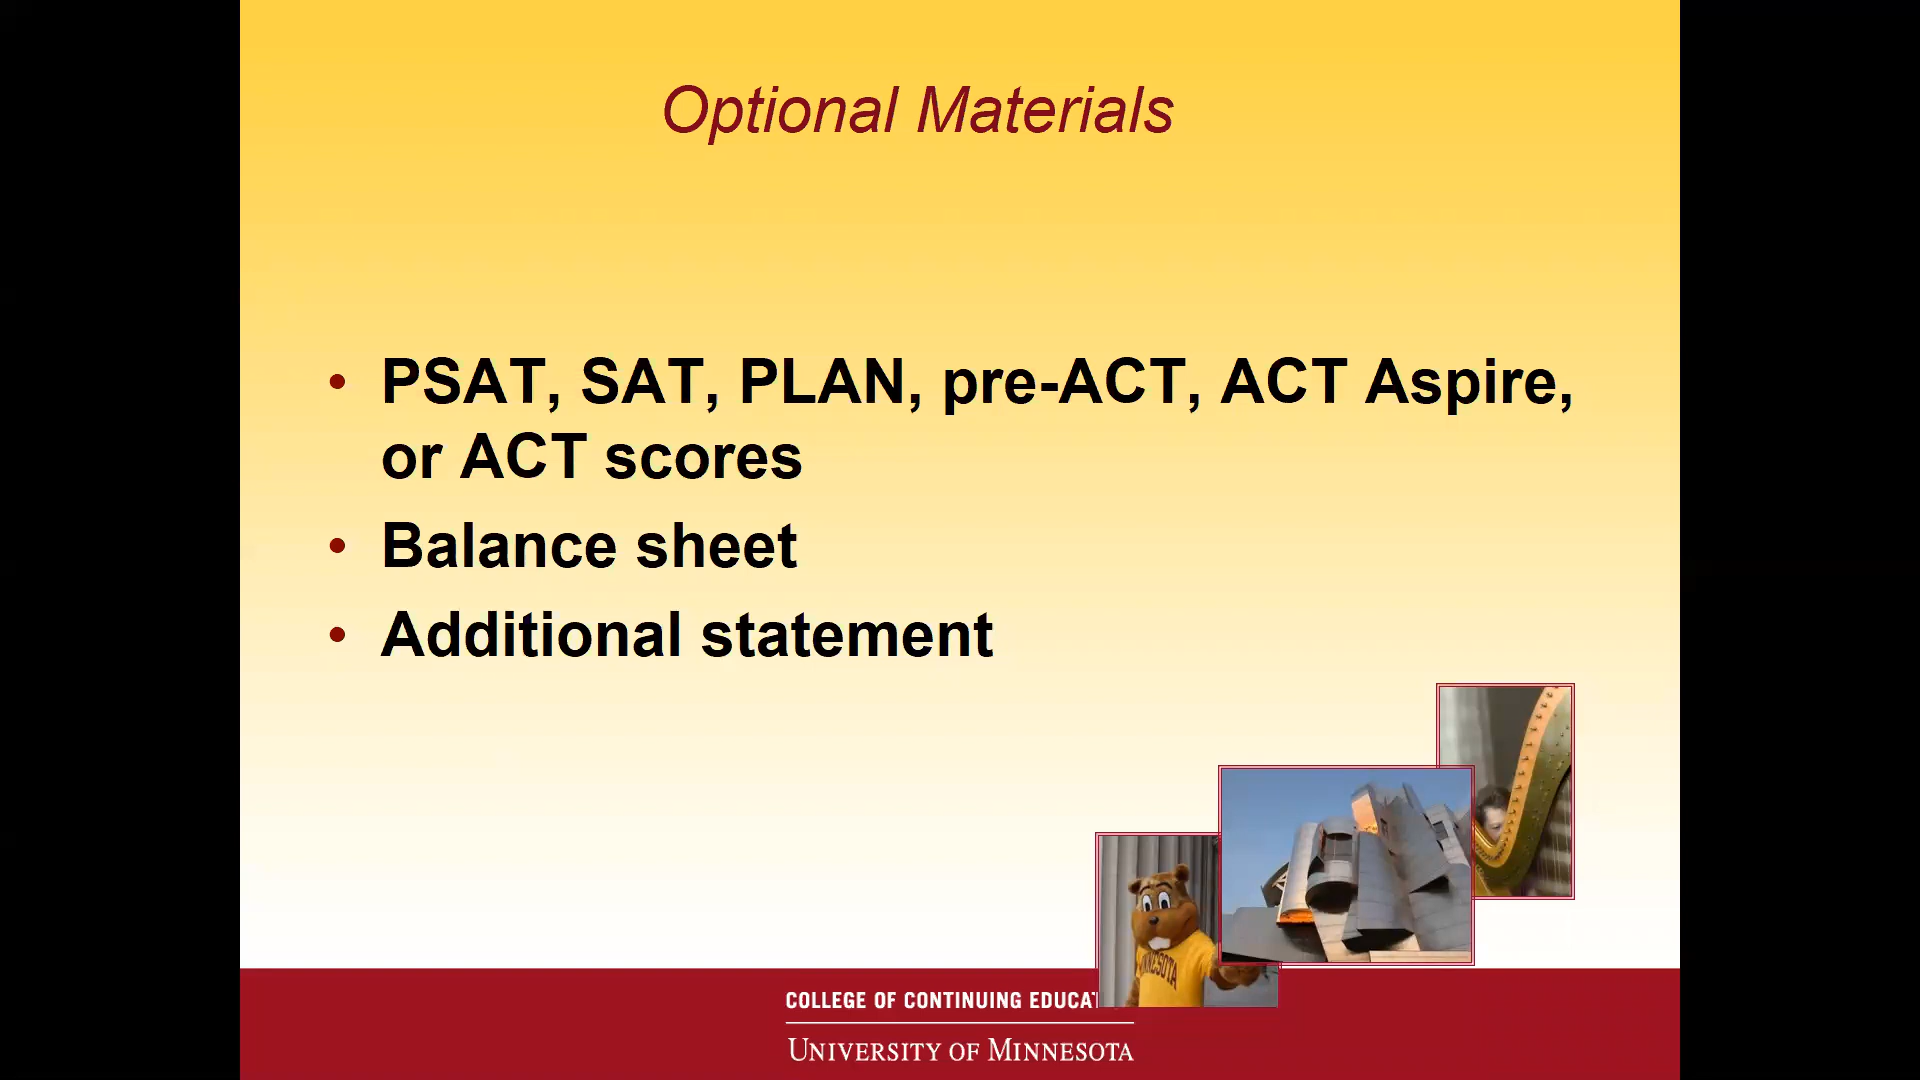 Optional Materials
• PSAT, SAT, PLAN, pre-ACT, ACT Aspire,
or ACT scores
• Balance sheet
• Additional statement
COLLEGE OF CONTINUING
UNIVERSITY OF MINNESOTA